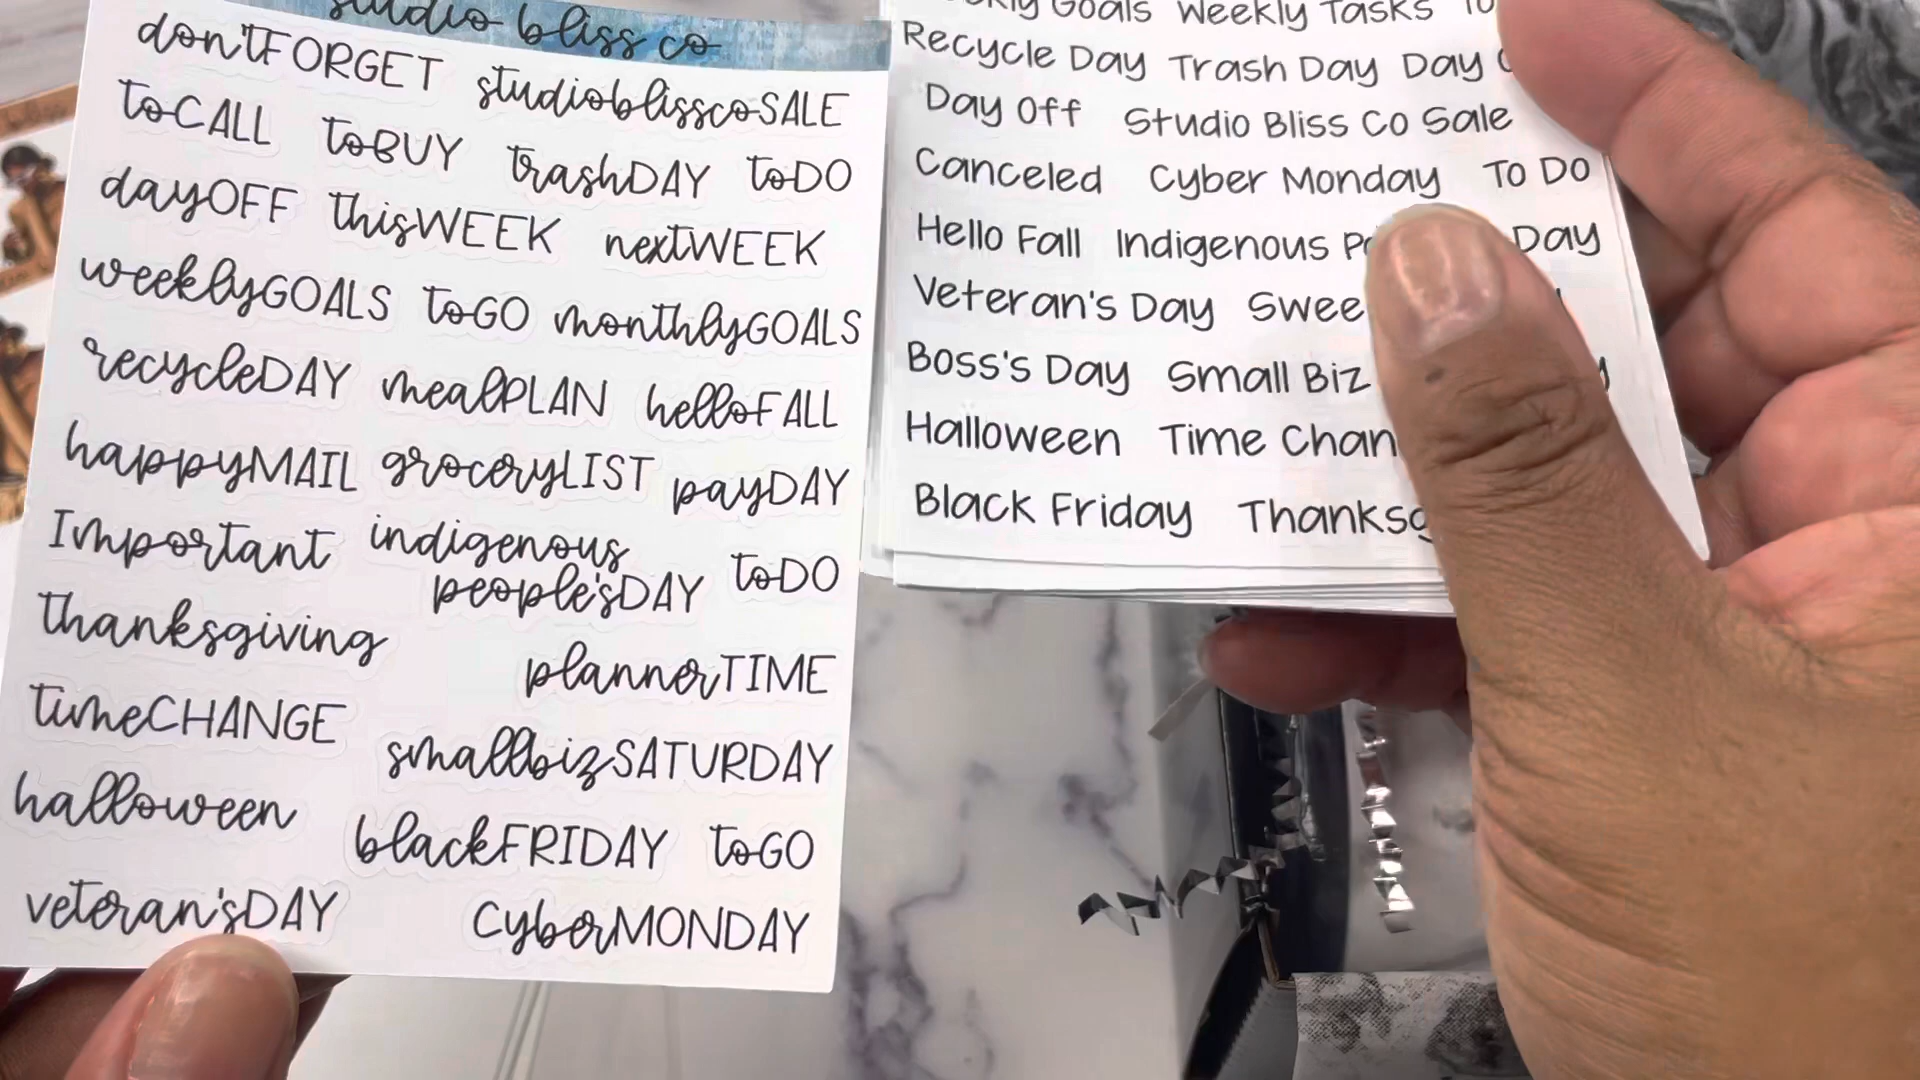 studio bliss co
don'tFORGET studioblisscoSALE
toCALL toBUY trashDAY toDO
dayOFF thisWEEK nextWEEK
weeklyGOALS toGO monthlyGOALS
recycleDAY mealPLAN helloFALL
happyMAIL groceryLIST payDAY
Important indigenous
people'sDAY toDO
thanksgiving plannerTIME
timeCHANGE smallbizSATURDAY
halloween blackFRIDAY toGO
veteran'sDAY CyberMONDAY
Goals Weekly Tasks
Recycle Day Trash Day Day
Day Off Studio Bliss Co Sale
Canceled Cyber Monday To Do
Hello Fall Indigenous Day
Veteran's Day
Boss's Day Small Biz
Halloween Time
Black Friday